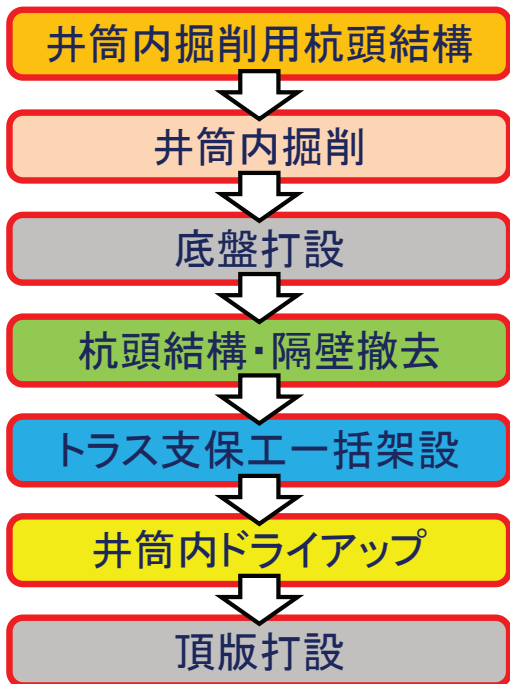 井筒内掘削用杭頭結構
井筒内掘削
底盤打設
杭頭結構・隔壁撤去
トラス支保工一括架設
井筒内ドライアップ
頂版打設